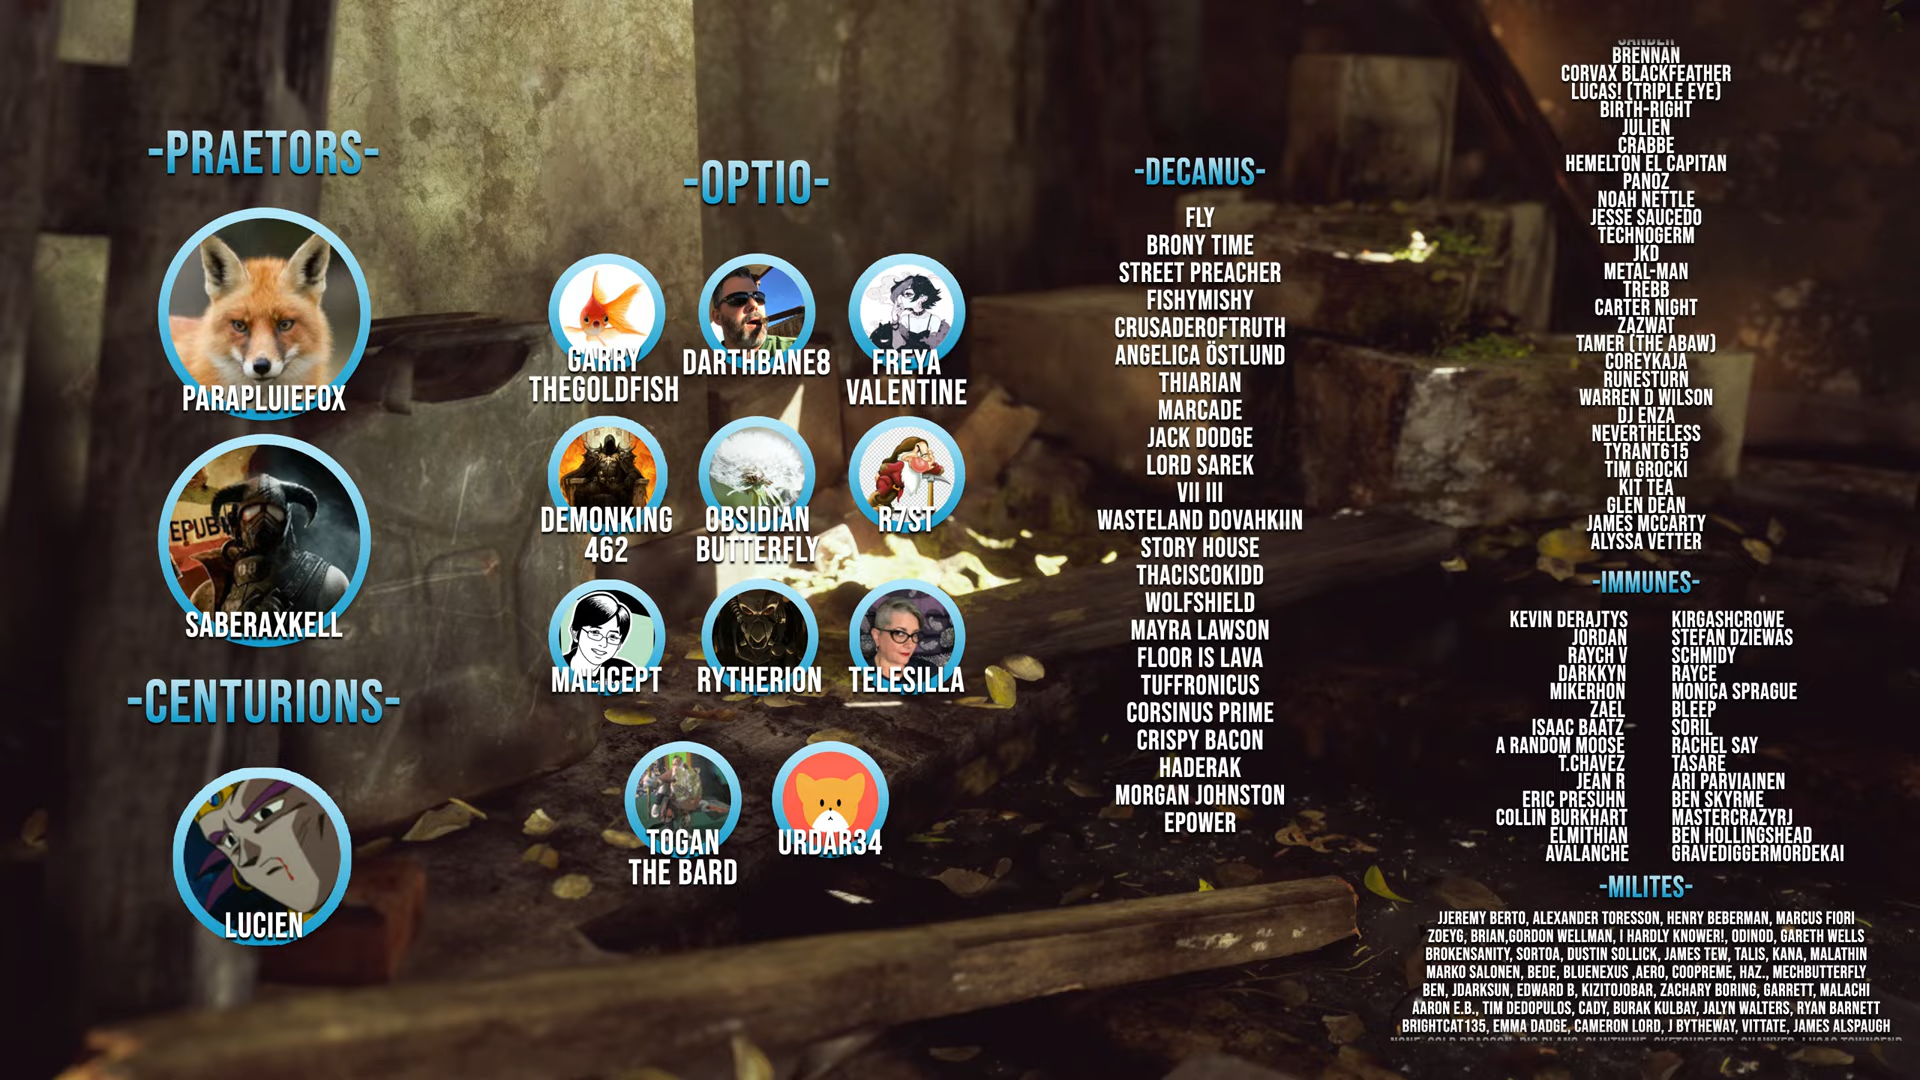 -PRAETORS-
PARAPLUIEFOX
SABERAXKELL
-CENTURIONS-
LUCIEN
-OPTIO-
GARRY
THEGOLDFISH
DARTHBANE8
FREYA
VALENTINE
DEMONKING
462
OBSIDIAN
BUTTERFLY
R7ST
MALICEPT
RYTHERION
TELESILLA
TOGAN
THE BARD
URDAR34
-DECANUS-
FLY
BRONY TIME
STREET PREACHER
FISHYMISHY
CRUSADEROFTRUTH
ANGELICA ÖSTLUND
THIARIAN
MARCADE
JACK DODGE
LORD SAREK
VII III
WASTELAND DOVAHKIIN
STORY HOUSE
THACISCOKIDD
WOLFSHIELD
MAYRA LAWSON
FLOOR IS LAVA
TUFFRONICUS
CORSINUS PRIME
CRISPY BACON
HADERAK
MORGAN JOHNSTON
EPOWER
BRENNAN
CORVAX BLACKFEATHER
LUCAS! (TRIPLE EYE)
BIRTH-RIGHT
JULIEN
CRABBE
HEMELTON EL CAPITAN
PANOZ
NOAH NETTLE
JESSE SAUCEDO
TECHNOGERM
JKD
METAL-MAN
TREBB
CARTER NIGHT
ZAZWAT
TAMER (THE ABAW)
COREYKAJA
RUNESTURN
WARREN D WILSON
DJ ENZA
NEVERTHELESS
TYRANT615
TIM GROCKI
KIT TEA
GLEN DEAN
JAMES MCCARTY
ALYSSA VETTER
-IMMUNES-
KEVIN DERAJTYS
JORDAN
RAYCH V
DARKKYN
MIKERHON
ZAEL
ISAAC BAATZ
A RANDOM MOOSE
T.CHAVEZ
JEAN R
ERIC PRESUHN
COLLIN BURKHART
ELMITHIAN
AVALANCHE
KIRGASHCROWE
STEFAN DZIEWAS
SCHMIDY
RAYCE
MONICA SPRAGUE
BLEEP
SORIL
RACHEL SAY
TASARE
ARI PARVIAINEN
BEN SKYRME
MASTERCRAZYRJ
BEN HOLLINGSHEAD
GRAVEDIGGERMORDEKAI
-MILITES-
JJEREMY BERTO, ALEXANDER TORESSON, HENRY BEBERMAN, MARCUS FIORI
ZOEYG, BRIAN,GORDON WELLMAN, I HARDLY KNOWER!, ODINOD, GARETH WELLS
BROKENSANITY, SORTOA, DUSTIN SOLLICK, JAMES TEW, TALIS, KANA, MALATHIN
MARKO SALONEN, BEDE, BLUENEXUS ,AERO, COOPREME, HAZ., MECHBUTTERFLY
BEN, JDARKSUN, EDWARD B, KIZITOJOBAR, ZACHARY BORING, GARRETT, MALACHI
AARON E.B., TIM DEDOPULOS, CADY, BURAK KULBAY, JALYN WALTERS, RYAN BARNETT
BRIGHTCAT135, EMMA DADGE, CAMERON LORD, J BYTHEWAY, VITTATE, JAMES ALSPAUGH